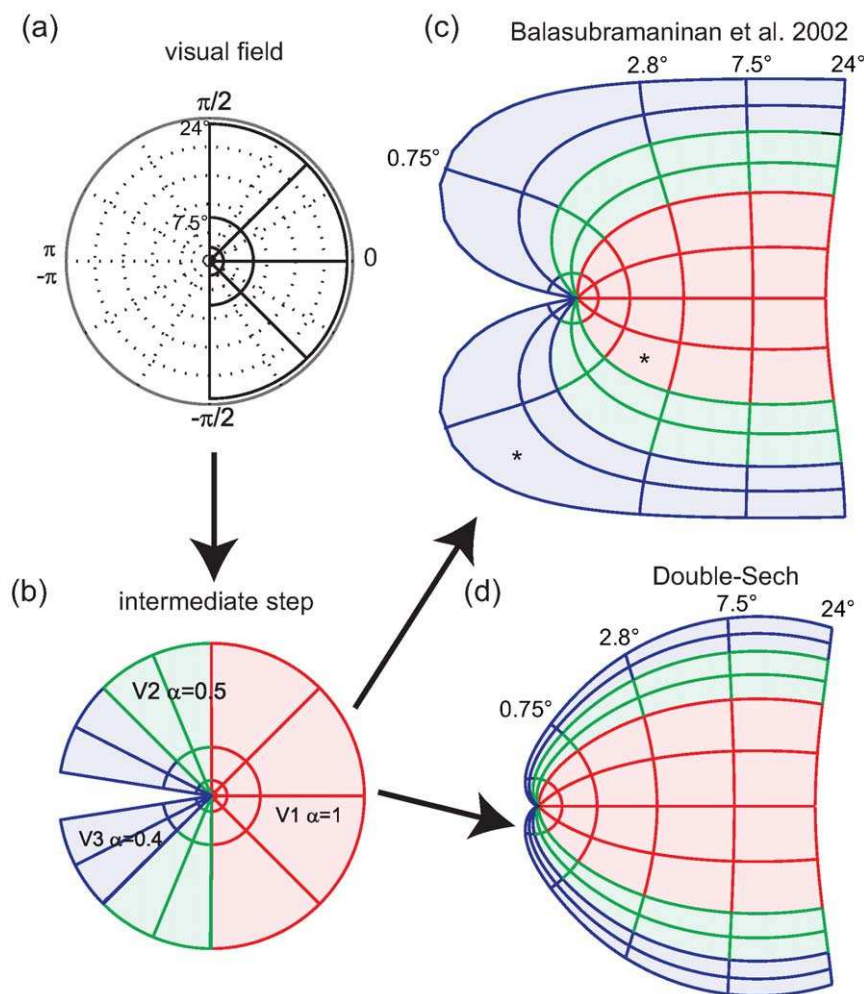 (a)
visual field
π/2
24°
7.5°
π
-π
0
-π/2
(b)
intermediate step
V2 α=0.5
V1 α=1
V3 α=0.4
(c)
Balasubramaninan et al. 2002
2.8° 7.5° 24°
0.75°
*
*
(d)
Double-Sech
7.5°
24°
2.8°
0.75°